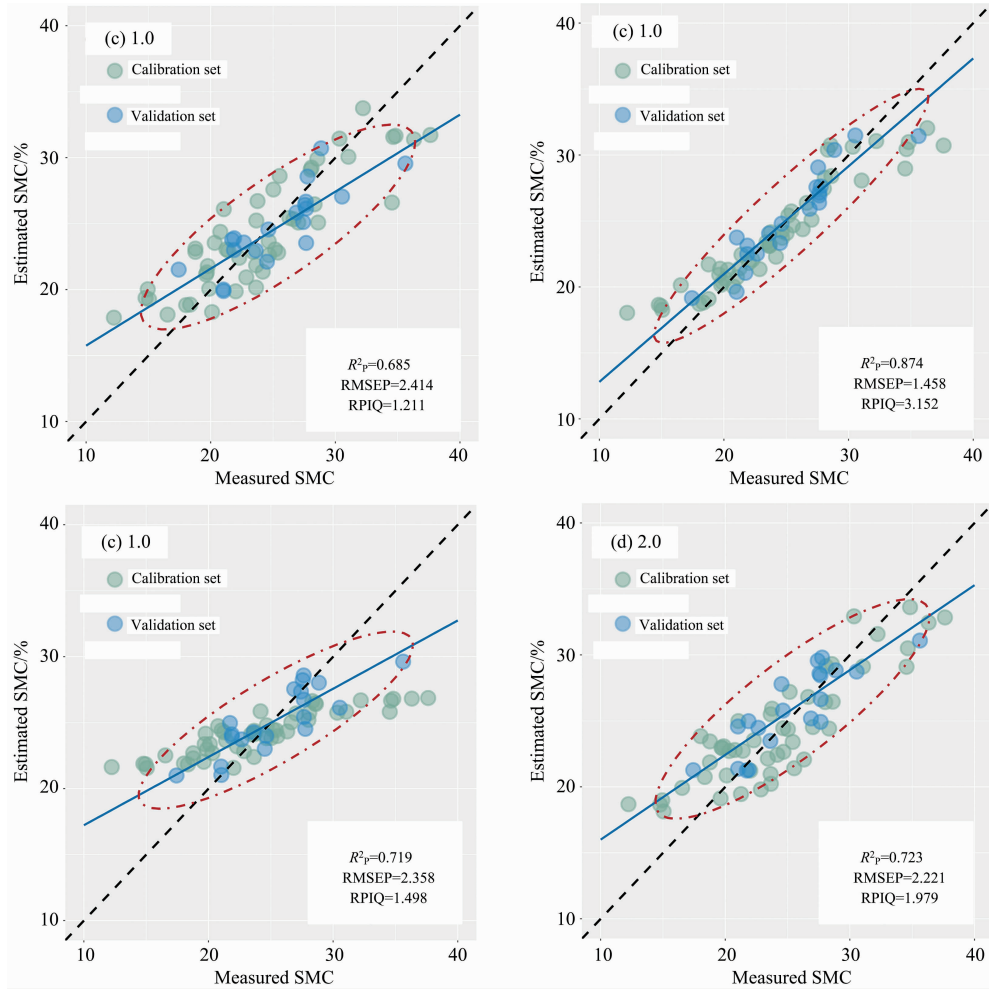 (c) 1.0
Calibration set
Validation set
Estimated SMC/%
40
30
20
10
R²P=0.685
RMSEP=2.414
RPIQ=1.211
10 20 30 40
Measured SMC
(c) 1.0
Calibration set
Validation set
Estimated SMC/%
40
30
20
10
R²P=0.874
RMSEP=1.458
RPIQ=3.152
10 20 30 40
Measured SMC
(c) 1.0
Calibration set
Validation set
Estimated SMC/%
40
30
20
10
R²P=0.719
RMSEP=2.358
RPIQ=1.498
10 20 30 40
Measured SMC
(d) 2.0
Calibration set
Validation set
Estimated SMC/%
40
30
20
10
R²P=0.723
RMSEP=2.221
RPIQ=1.979
10 20 30 40
Measured SMC